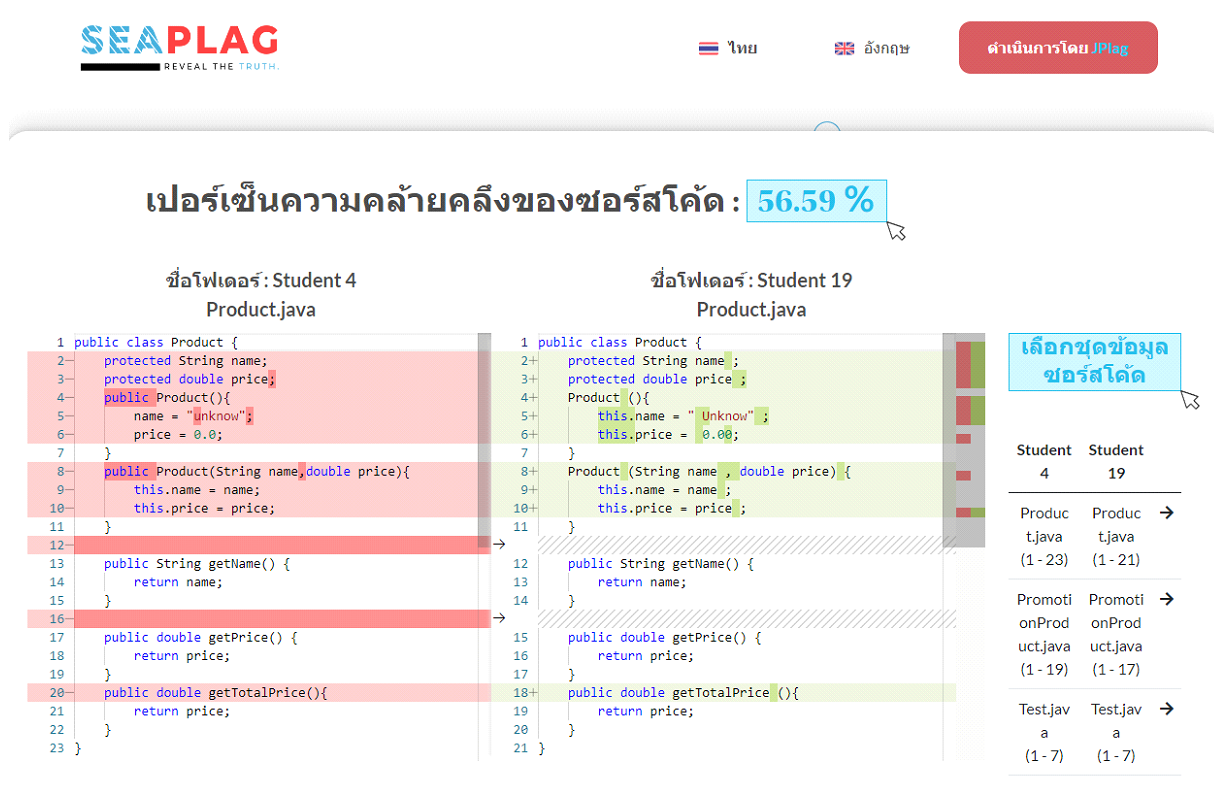 SEAPLAG
REVEAL THE TRUTH.
ไทย
อังกฤษ
ดำเนินการโดย JPlag
เปอร์เซ็นความคล้ายคลึงของซอร์สโค้ด : 56.59 %
ชื่อโฟเดอร์ : Student 4
Product.java
1 public class Product {
2− protected String name;
3− protected double price;
4− public Product(){
5− name = "unknow";
6− price = 0.0;
7 }
8− public Product(String name,double price){
9− this.name = name;
10− this.price = price;
11 }
12−
13 public String getName() {
14 return name;
15 }
16−
17 public double getPrice() {
18 return price;
19 }
20− public double getTotalPrice(){
21 return price;
22 }
23 }
ชื่อโฟเดอร์ : Student 19
Product.java
1 public class Product {
2+ protected String name ;
3+ protected double price ;
4+ Product (){
5+ this.name = " Unknow" ;
6+ this.price =  0.00;
7 }
8+ Product (String name , double price) {
9+ this.name = name ;
10+ this.price = price ;
11 }
→
12 public String getName() {
13 return name;
14 }
→
15 public double getPrice() {
16 return price;
17 }
18+ public double getTotalPrice (){
19 return price;
20 }
21 }
เลือกชุดข้อมูล
ซอร์สโค้ด
Student Student
4 19
Produc Produc →
t.java t.java
(1 - 23) (1 - 21)
Promoti Promoti →
onProd onProd
uct.java uct.java
(1 - 19) (1 - 17)
Test.jav Test.jav →
a a
(1 - 7) (1 - 7)